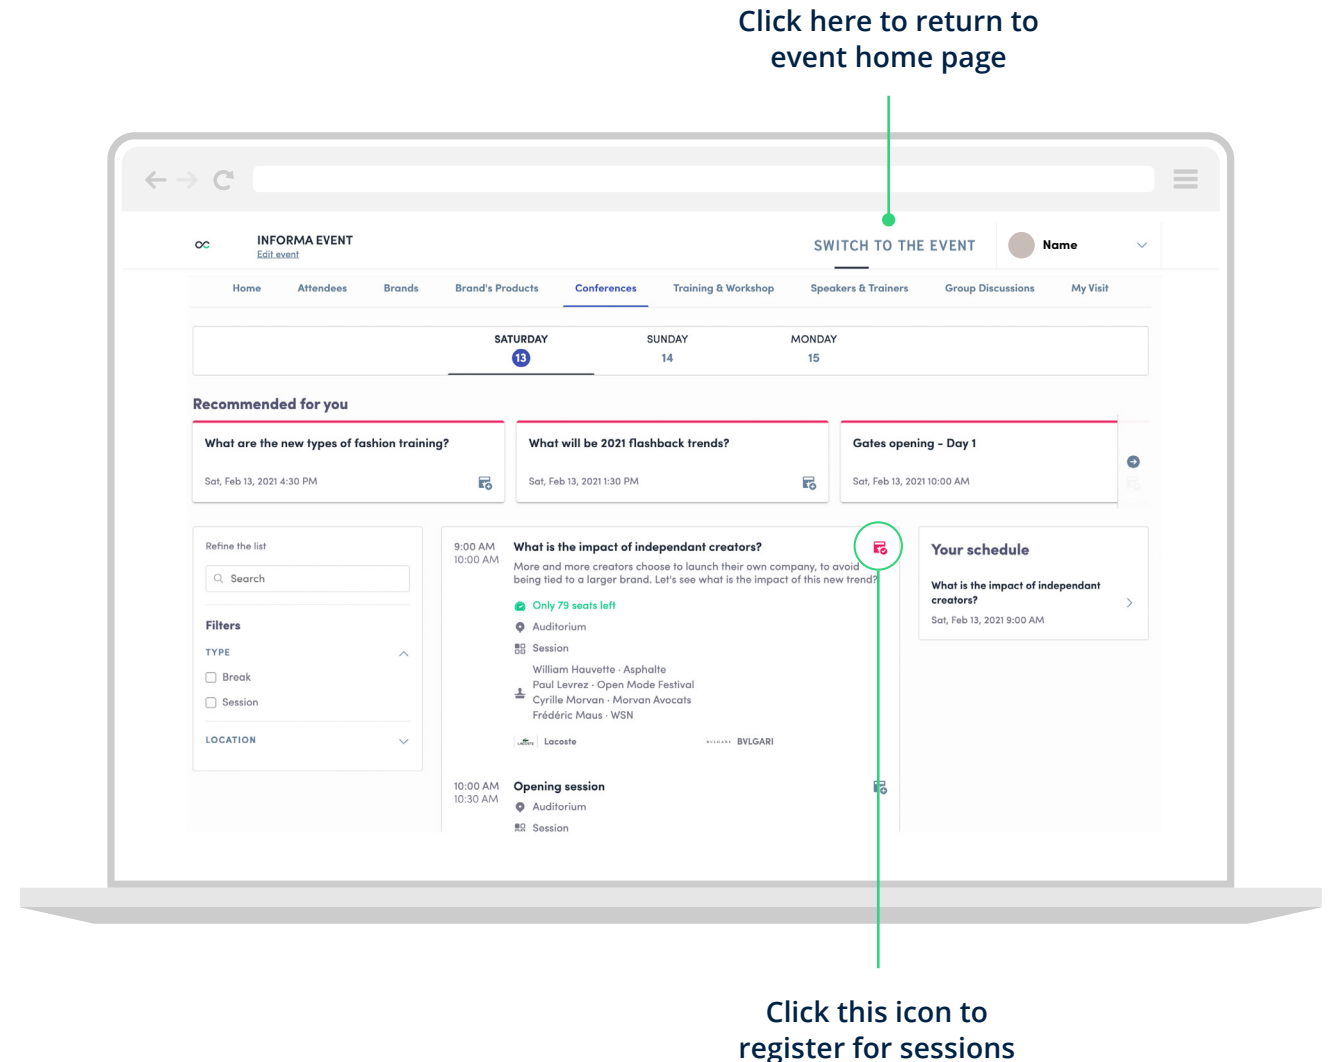 Click here to return to
event home page
INFORMA EVENT
Edit event
SWITCH TO THE EVENT
Name
Home Attendees Brands Brand's Products Conferences Training & Workshop Speakers & Trainers Group Discussions My Visit
SATURDAY SUNDAY MONDAY
13 14 15
Recommended for you
What are the new types of fashion training?
Sat, Feb 13, 2021 4:30 PM
What will be 2021 flashback trends?
Sat, Feb 13, 2021 1:30 PM
Gates opening - Day 1
Sat, Feb 13, 2021 10:00 AM
Refine the list
Search
Filters
TYPE
Break
Session
LOCATION
9:00 AM
10:00 AM
What is the impact of independant creators?
More and more creators choose to launch their own company, to avoid
being tied to a larger brand. Let's see what is the impact of this new trend?
Only 79 seats left
Auditorium
Session
William Hauvette · Asphalte
Paul Levrez · Open Mode Festival
Cyrille Morvan · Morvan Avocats
Frédéric Maus · WSN
LACOSTE Lacoste
BVLGARI BVLGARI
10:00 AM
10:30 AM
Opening session
Auditorium
Session
Your schedule
What is the impact of independant
creators?
Sat, Feb 13, 2021 9:00 AM
Click this icon to
register for sessions